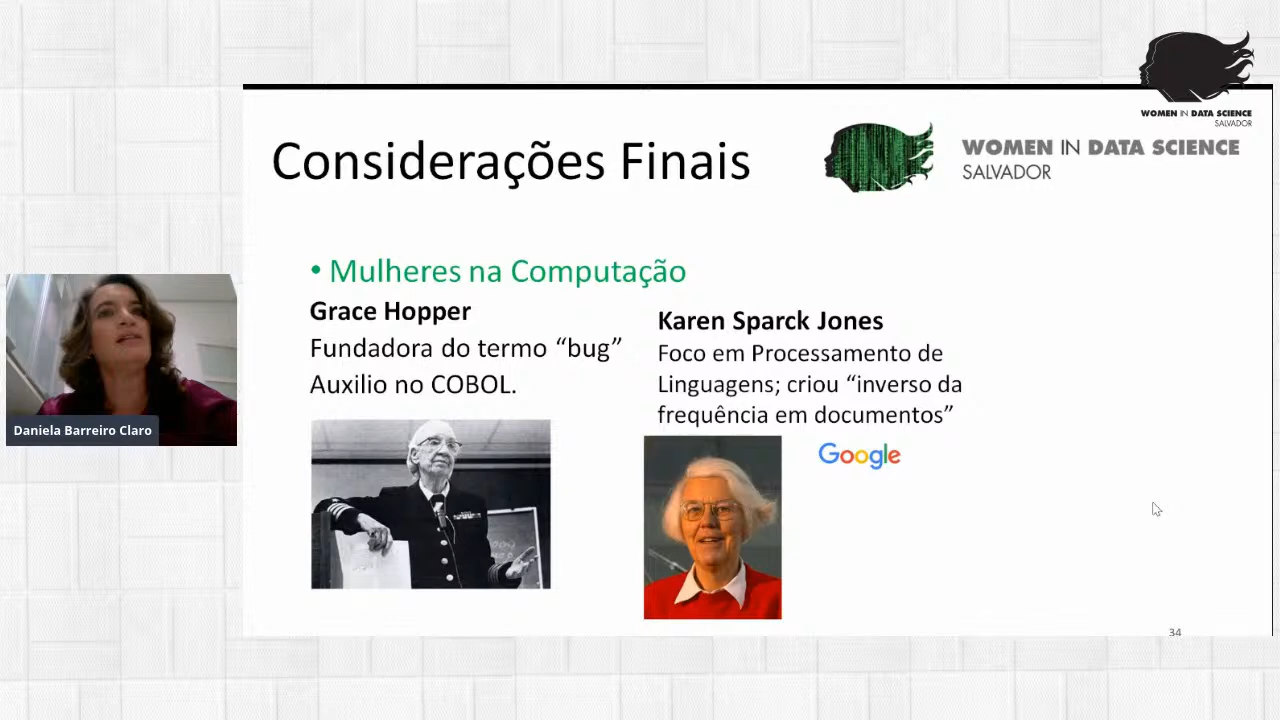 WOMEN IN DATA SCIENCE
SALVADOR
Considerações Finais
WOMEN IN DATA SCIENCE
SALVADOR
• Mulheres na Computação
Grace Hopper
Fundadora do termo “bug”
Auxilio no COBOL.
Karen Sparck Jones
Foco em Processamento de
Linguagens; criou “inverso da
frequência em documentos”
Google
Daniela Barreiro Claro
34